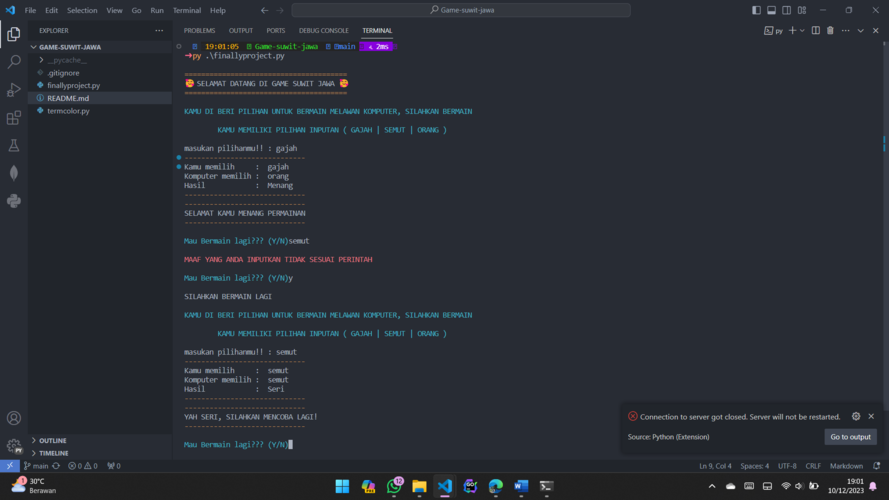 File Edit Selection View Go Run Terminal Help
Game-suwit-jawa
EXPLORER
GAME-SUWIT-JAWA
__pycache__
.gitignore
finallyproject.py
README.md
termcolor.py
OUTLINE
TIMELINE
PROBLEMS OUTPUT PORTS DEBUG CONSOLE TERMINAL
py
19:01:05 Game-suwit-jawa main 2ms
py .\finallyproject.py
=======================================
SELAMAT DATANG DI GAME SUWIT JAWA
=======================================
KAMU DI BERI PILIHAN UNTUK BERMAIN MELAWAN KOMPUTER, SILAHKAN BERMAIN
KAMU MEMILIKI PILIHAN INPUTAN ( GAJAH | SEMUT | ORANG )
masukan pilihanmu!! : gajah
-----------------------------
Kamu memilih : gajah
Komputer memilih : orang
Hasil : Menang
-----------------------------
-----------------------------
SELAMAT KAMU MENANG PERMAINAN
-----------------------------
Mau Bermain lagi??? (Y/N)semut
MAAF YANG ANDA INPUTKAN TIDAK SESUAI PERINTAH
Mau Bermain lagi??? (Y/N)y
SILAHKAN BERMAIN LAGI
KAMU DI BERI PILIHAN UNTUK BERMAIN MELAWAN KOMPUTER, SILAHKAN BERMAIN
KAMU MEMILIKI PILIHAN INPUTAN ( GAJAH | SEMUT | ORANG )
masukan pilihanmu!! : semut
-----------------------------
Kamu memilih : semut
Komputer memilih : semut
Hasil : Seri
-----------------------------
-----------------------------
YAH SERI, SILAHKAN MENCOBA LAGI!
-----------------------------
Mau Bermain lagi??? (Y/N)
Connection to server got closed. Server will not be restarted.
Source: Python (Extension)
Go to output
PY
main 0 0 0
Ln 9, Col 4 Spaces: 4 UTF-8 CRLF Markdown
1
30°C
Berawan
12
19:01
10/12/2023